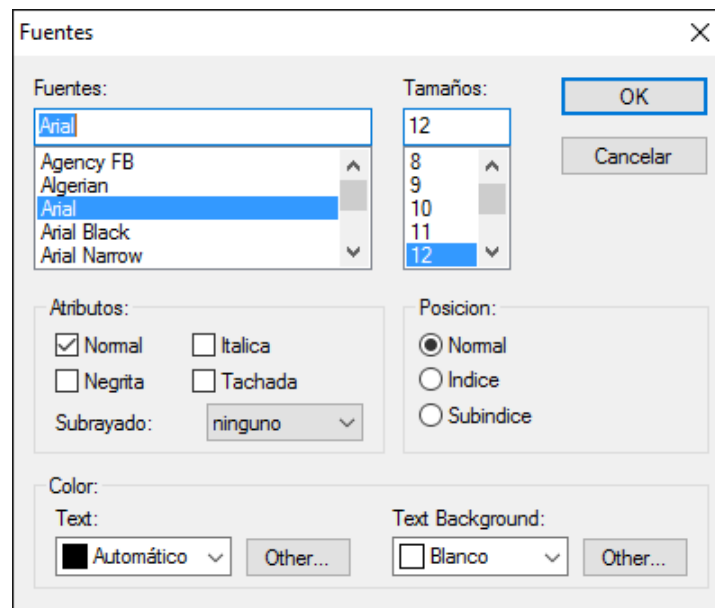 Fuentes
Fuentes: Tamaños:
Arial 12 OK
Agency FB 8 Cancelar
Algerian 9
Arial 10
Arial Black 11
Arial Narrow 12
Atributos: Posicion:
Normal Italica Normal
Negrita Tachada Indice
Subrayado: ninguno Subindice
Color:
Text: Text Background:
Automático Other... Blanco Other...